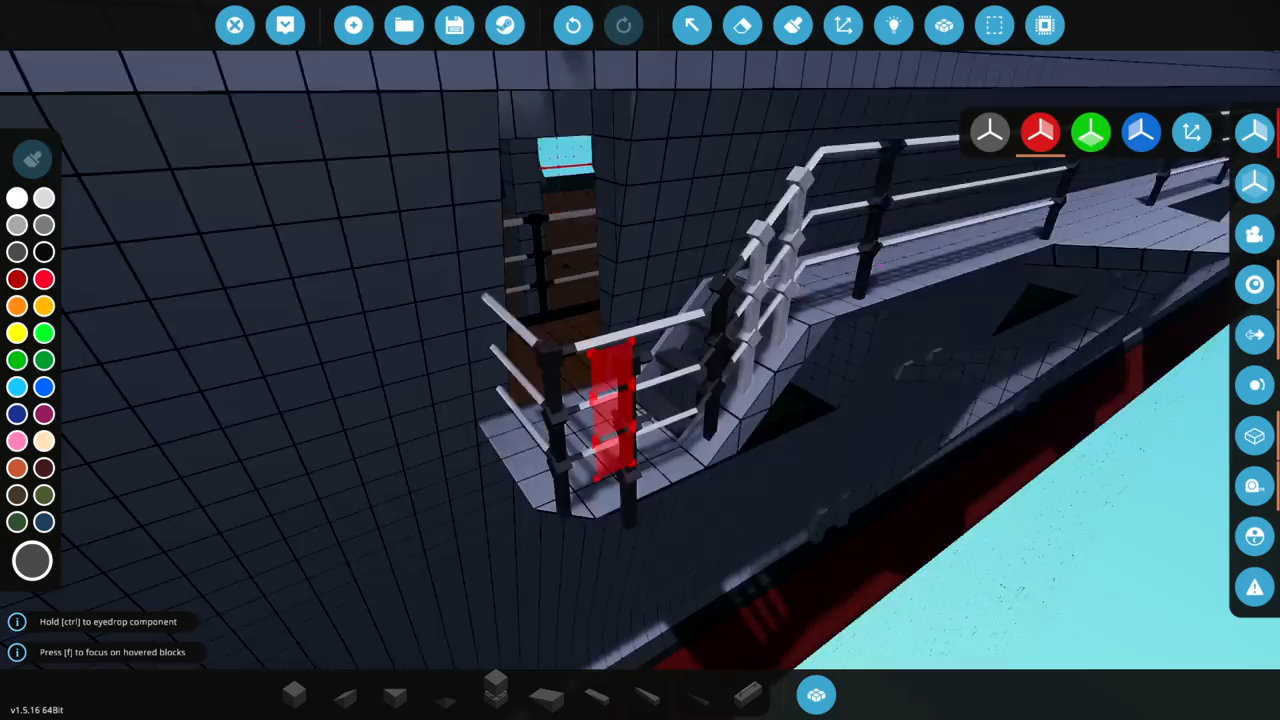 Hold [ctrl] to eyedrop component
Press [f] to focus on hovered blocks
v1.5.16 64Bit